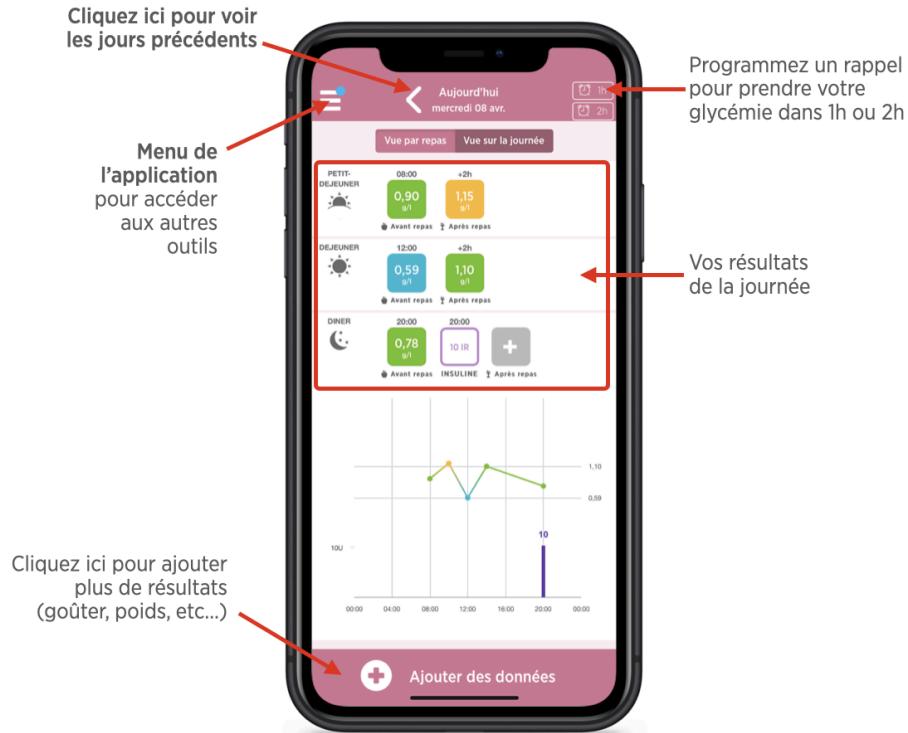 Cliquez ici pour voir
les jours précédents
Programmez un rappel
pour prendre votre
glycémie dans 1h ou 2h
Menu de
l'application
pour accéder
aux autres
outils
Vos résultats
de la journée
Cliquez ici pour ajouter
plus de résultats
(goûter, poids, etc...)
Aujourd'hui
mercredi 08 avr.
1h
2h
Vue par repas Vue sur la journée
PETIT-
DEJEUNER
08:00 +2h
0,90 1,15
g/l g/l
Avant repas Après repas
DEJEUNER
12:00 +2h
0,59 1,10
g/l g/l
Avant repas Après repas
DINER
20:00 20:00
0,78 10 IR +
g/l
Avant repas INSULINE Après repas
1,10
0,59
10
10U
00:00 04:00 08:00 12:00 16:00 20:00 00:00
Ajouter des données